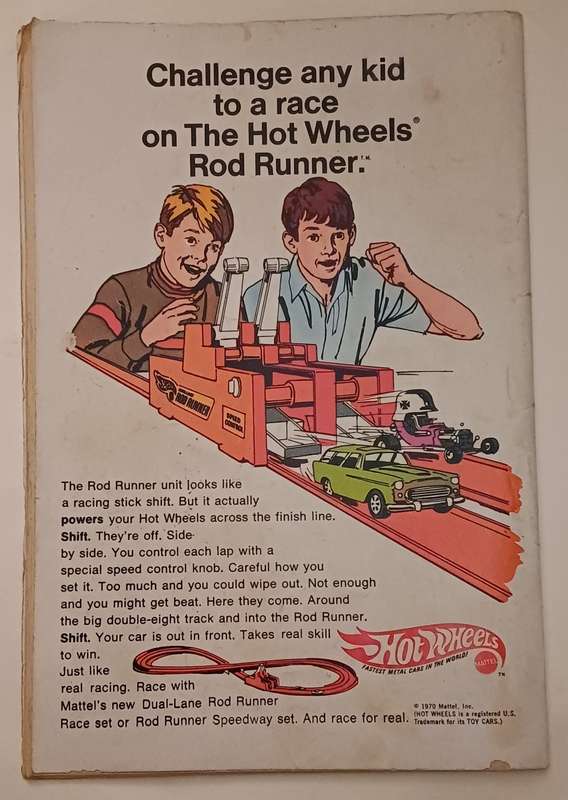 Challenge any kid
to a race
on The Hot Wheels®
Rod Runner.™
ROD RUNNER
SPEED
CONTROL
The Rod Runner unit looks like
a racing stick shift. But it actually
powers your Hot Wheels across the finish line.
Shift. They're off. Side
by side. You control each lap with a
special speed control knob. Careful how you
set it. Too much and you could wipe out. Not enough
and you might get beat. Here they come. Around
the big double-eight track and into the Rod Runner.
Shift. Your car is out in front. Takes real skill
to win.
Just like
real racing. Race with
Mattel's new Dual-Lane Rod Runner
Race set or Rod Runner Speedway set. And race for real.
HOT WHEELS
FASTEST METAL CARS IN THE WORLD!
MATTEL
™
© 1970 Mattel, Inc.
(HOT WHEELS is a registered U.S.
Trademark for its TOY CARS.)